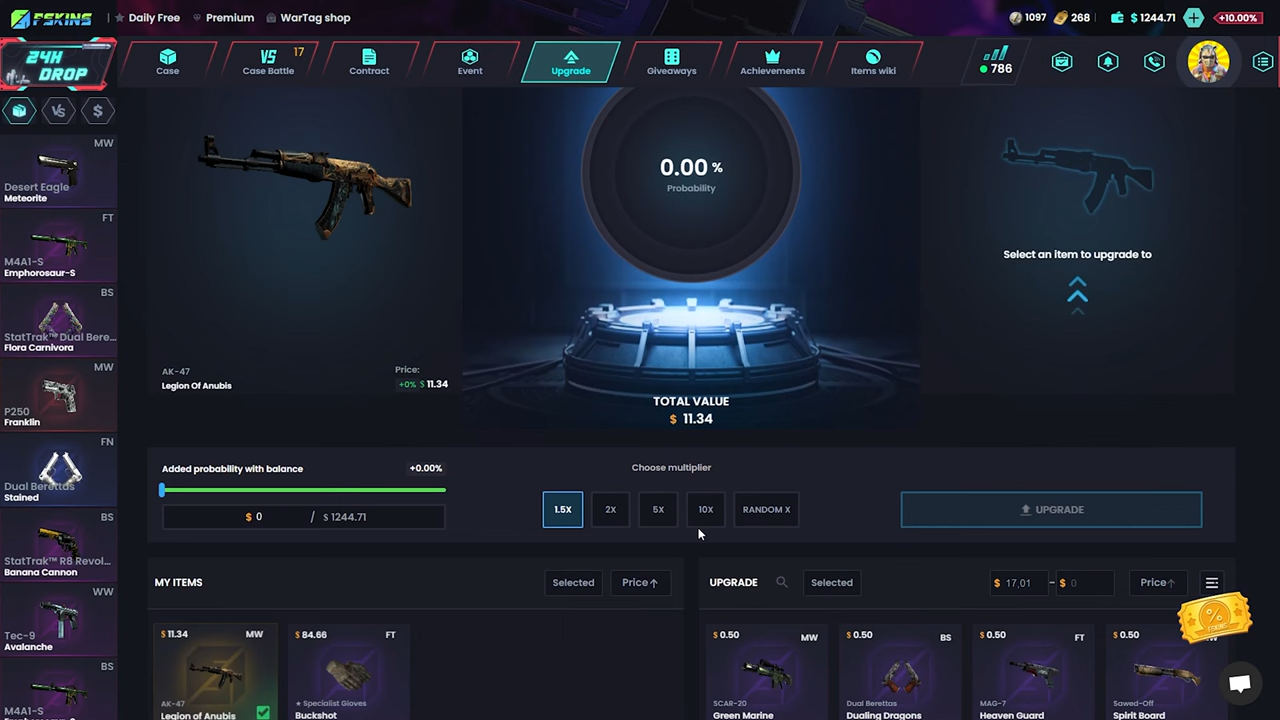 FSKINS
Daily Free
Premium
WarTag shop
1097
268
$ 1244.71
+10.00%
24H
DROP
Case
VS
17
Case Battle
Contract
Event
Upgrade
Giveaways
Achievements
Items wiki
786
VS
$
MW
Desert Eagle
Meteorite
FT
M4A1-S
Emphorosaur-S
BS
StatTrak™ Dual Bere...
Flora Carnivora
MW
P250
Franklin
FN
Dual Berettas
Stained
BS
StatTrak™ R8 Revol...
Banana Cannon
WW
Tec-9
Avalanche
BS
M4A1-S
AK-47
Legion Of Anubis
Price:
+0% $ 11.34
0.00 %
Probability
TOTAL VALUE
$ 11.34
Select an item to upgrade to
Added probability with balance
+0.00%
$ 0 / $ 1244.71
Choose multiplier
1.5X
2X
5X
10X
RANDOM X
UPGRADE
MY ITEMS
Selected
Price↑
$ 11.34
MW
AK-47
Legion of Anubis
$ 84.66
FT
★ Specialist Gloves
Buckshot
UPGRADE
Selected
$ 17,01 - $ 0
Price↑
$ 0.50
MW
SCAR-20
Green Marine
$ 0.50
BS
Dual Berettas
Dualing Dragons
$ 0.50
FT
MAG-7
Heaven Guard
$ 0.50
Sawed-Off
Spirit Board
%